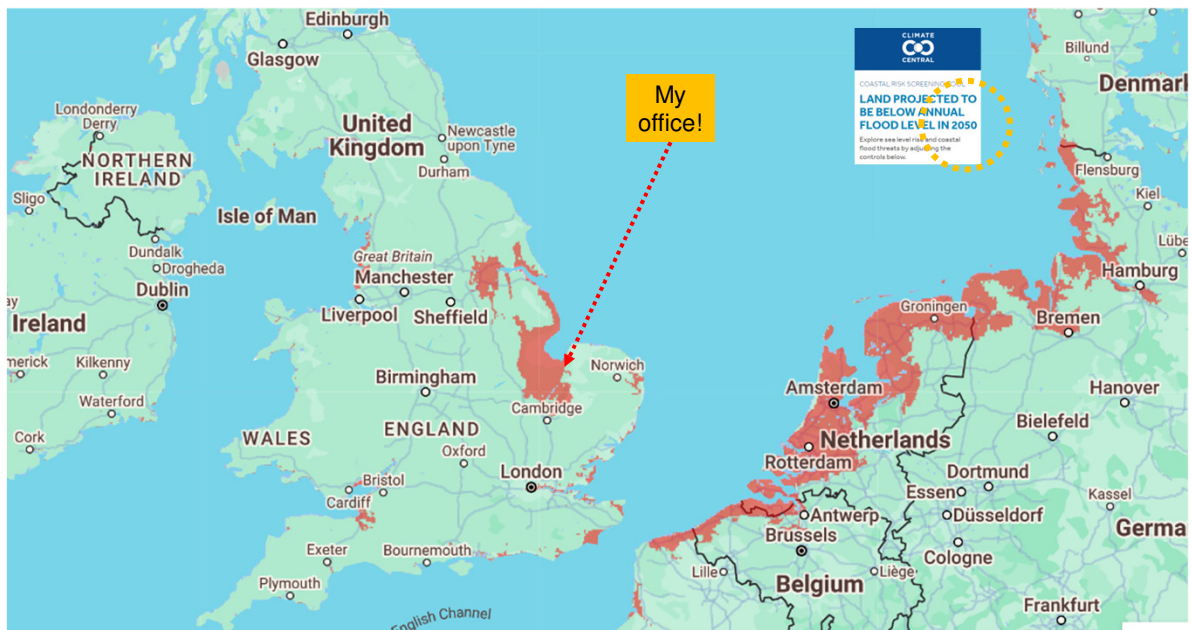 Edinburgh
Glasgow
Londonderry
Derry
NORTHERN
IRELAND
Sligo
United
Kingdom
Newcastle
upon Tyne
Durham
Isle of Man
Dundalk
Drogheda
Dublin
Ireland
Kilkenny
Waterford
Cork
Great Britain
Manchester
Liverpool
Sheffield
Birmingham
Norwich
Cambridge
WALES
ENGLAND
Oxford
London
Cardiff
Bristol
Exeter
Bournemouth
Plymouth
English Channel
My
office!
CLIMATE
CENTRAL
COASTAL RISK SCREENING
LAND PROJECTED TO
BE BELOW ANNUAL
FLOOD LEVEL IN 2050
Explore sea level rise and coastal
flood threats by adjusting the
controls below.
Billund
Denmark
Flensburg
Kiel
Lübe
Hamburg
Groningen
Bremen
Amsterdam
Hanover
Netherlands
Bielefeld
Rotterdam
Dortmund
Essen
Kassel
Antwerp
Düsseldorf
Germa
Brussels
Cologne
Lille
Belgium
Liège
Frankfurt
merick
ay